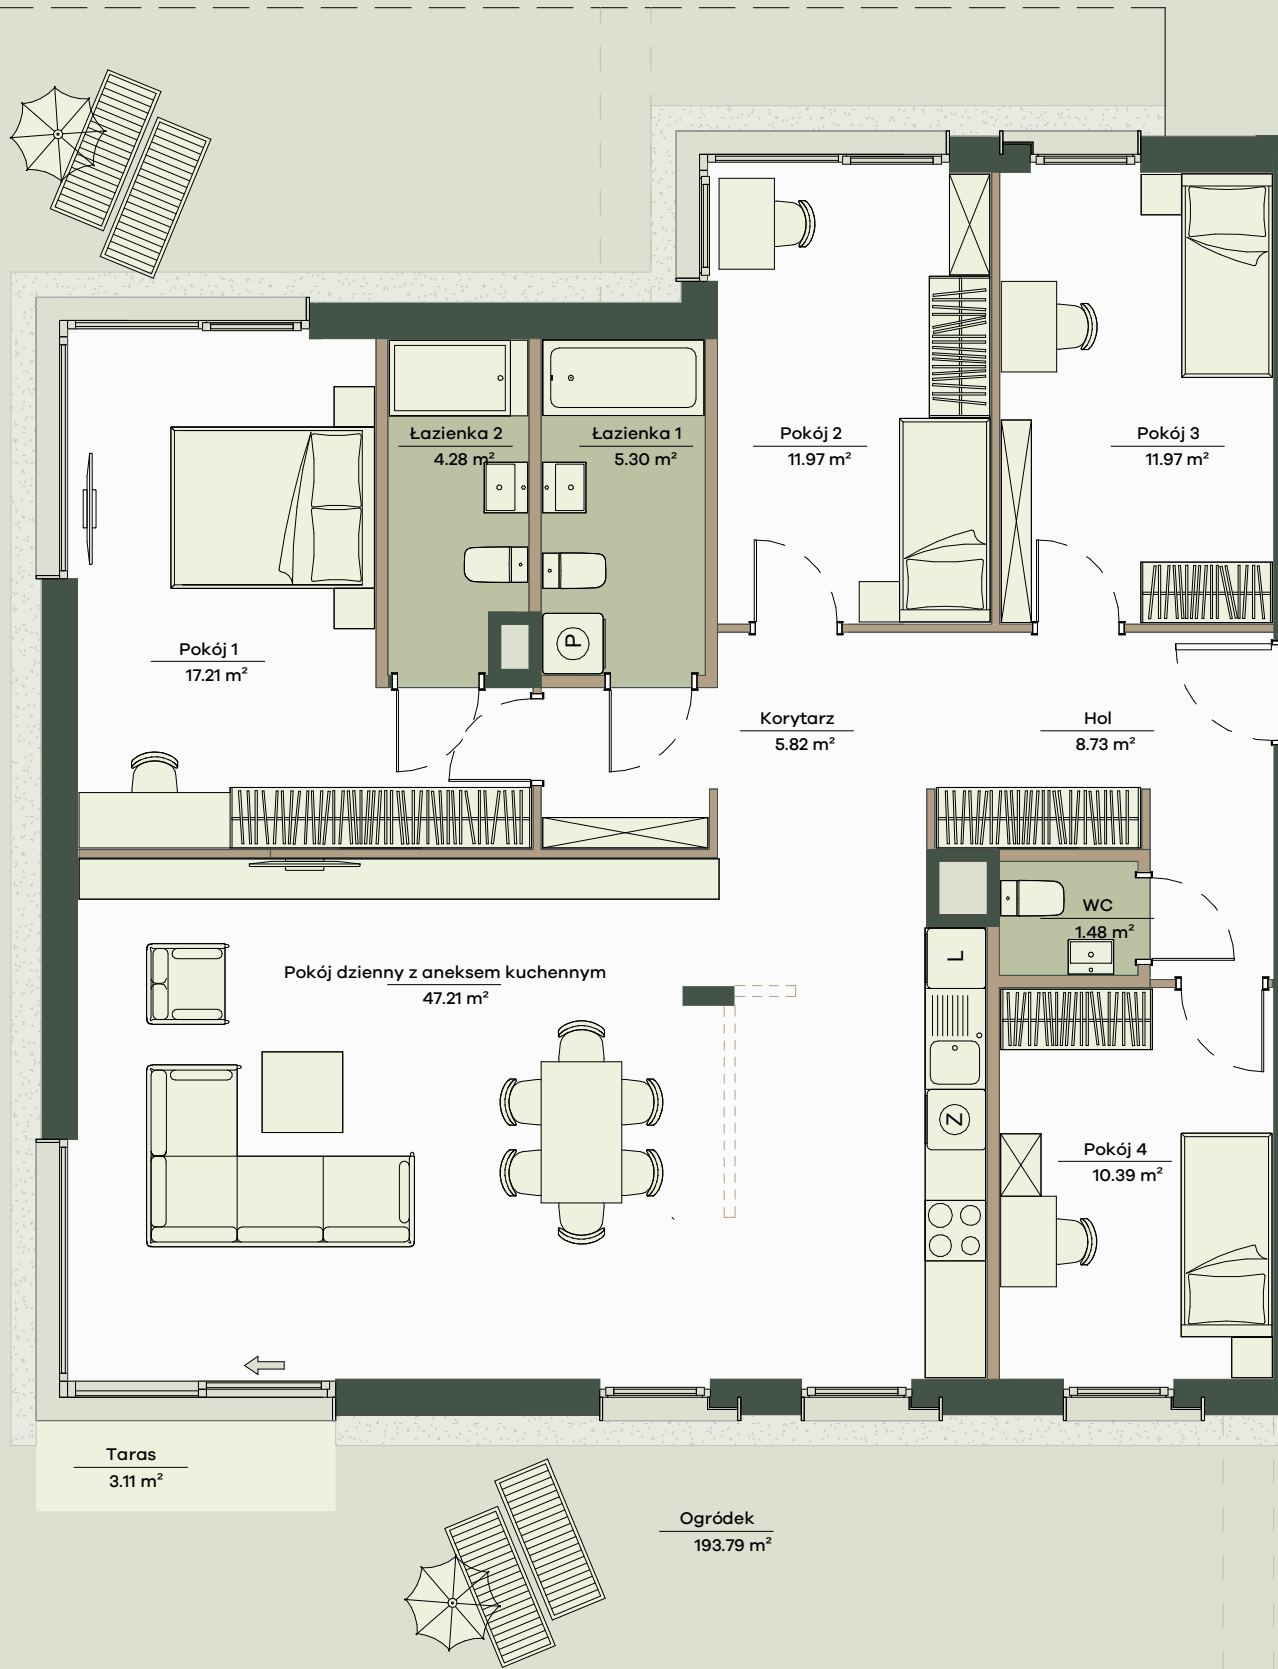 Łazienka 2
4.28 m²
Łazienka 1
5.30 m²
Pokój 2
11.97 m²
Pokój 3
11.97 m²
P
Pokój 1
17.21 m²
Korytarz
5.82 m²
Hol
8.73 m²
WC
1.48 m²
L
Pokój dzienny z aneksem kuchennym
47.21 m²
Z
Pokój 4
10.39 m²
Taras
3.11 m²
Ogródek
193.79 m²